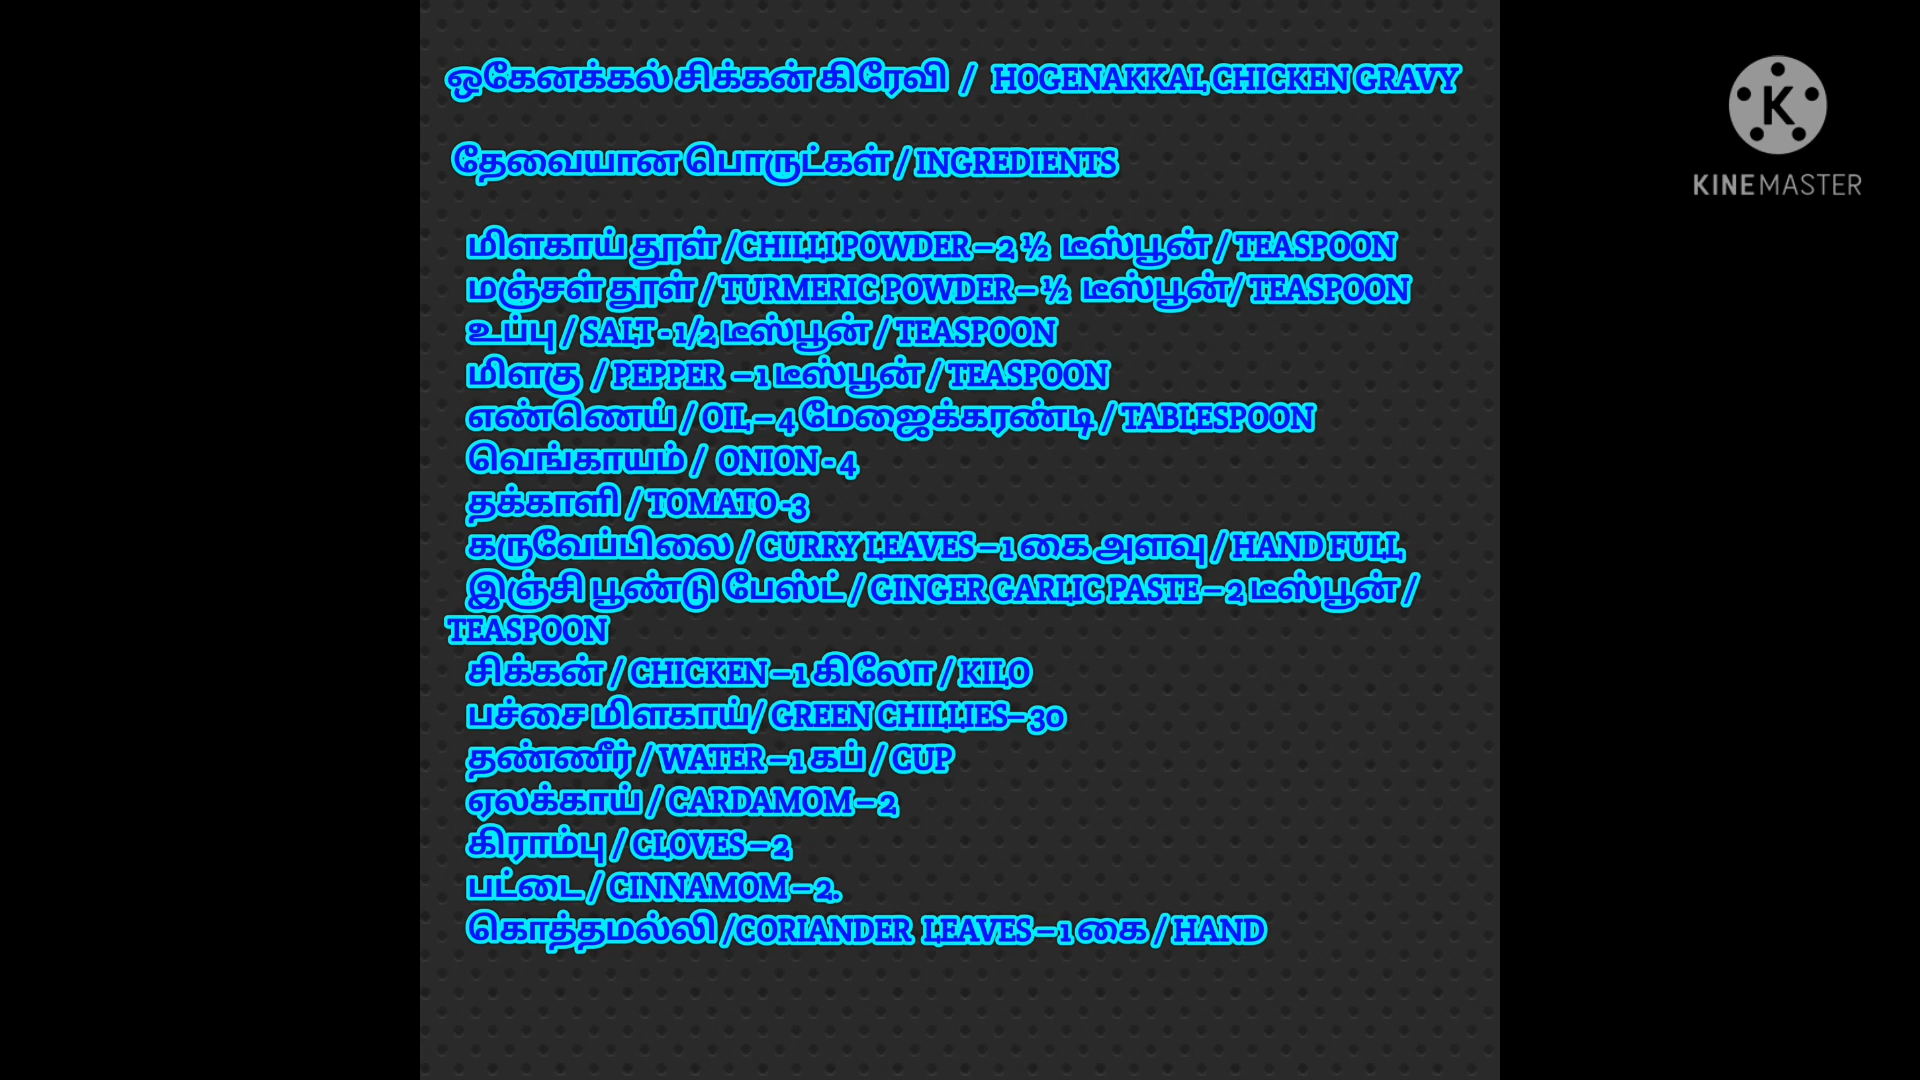 ஒகேனக்கல் சிக்கன் கிரேவி / HOGENAKKAL CHICKEN GRAVY
தேவையான பொருட்கள் / INGREDIENTS
மிளகாய் தூள் /CHILLI POWDER – 2 ½ டீஸ்பூன் / TEASPOON
மஞ்சள் தூள் / TURMERIC POWDER – ½ டீஸ்பூன்/ TEASPOON
உப்பு / SALT - 1/2 டீஸ்பூன் / TEASPOON
மிளகு / PEPPER – 1 டீஸ்பூன் / TEASPOON
எண்ணெய் / OIL – 4 மேஜைக்கரண்டி / TABLESPOON
வெங்காயம் / ONION - 4
தக்காளி / TOMATO -3
கருவேப்பிலை / CURRY LEAVES – 1 கை அளவு / HAND FULL
இஞ்சி பூண்டு பேஸ்ட் / GINGER GARLIC PASTE – 2 டீஸ்பூன் /
TEASPOON
சிக்கன் / CHICKEN – 1 கிலோ / KILO
பச்சை மிளகாய்/ GREEN CHILLIES– 30
தண்ணீர் / WATER – 1 கப் / CUP
ஏலக்காய் / CARDAMOM – 2
கிராம்பு / CLOVES – 2
பட்டை / CINNAMOM – 2.
கொத்தமல்லி /CORIANDER LEAVES – 1 கை / HAND
K
KINEMASTER